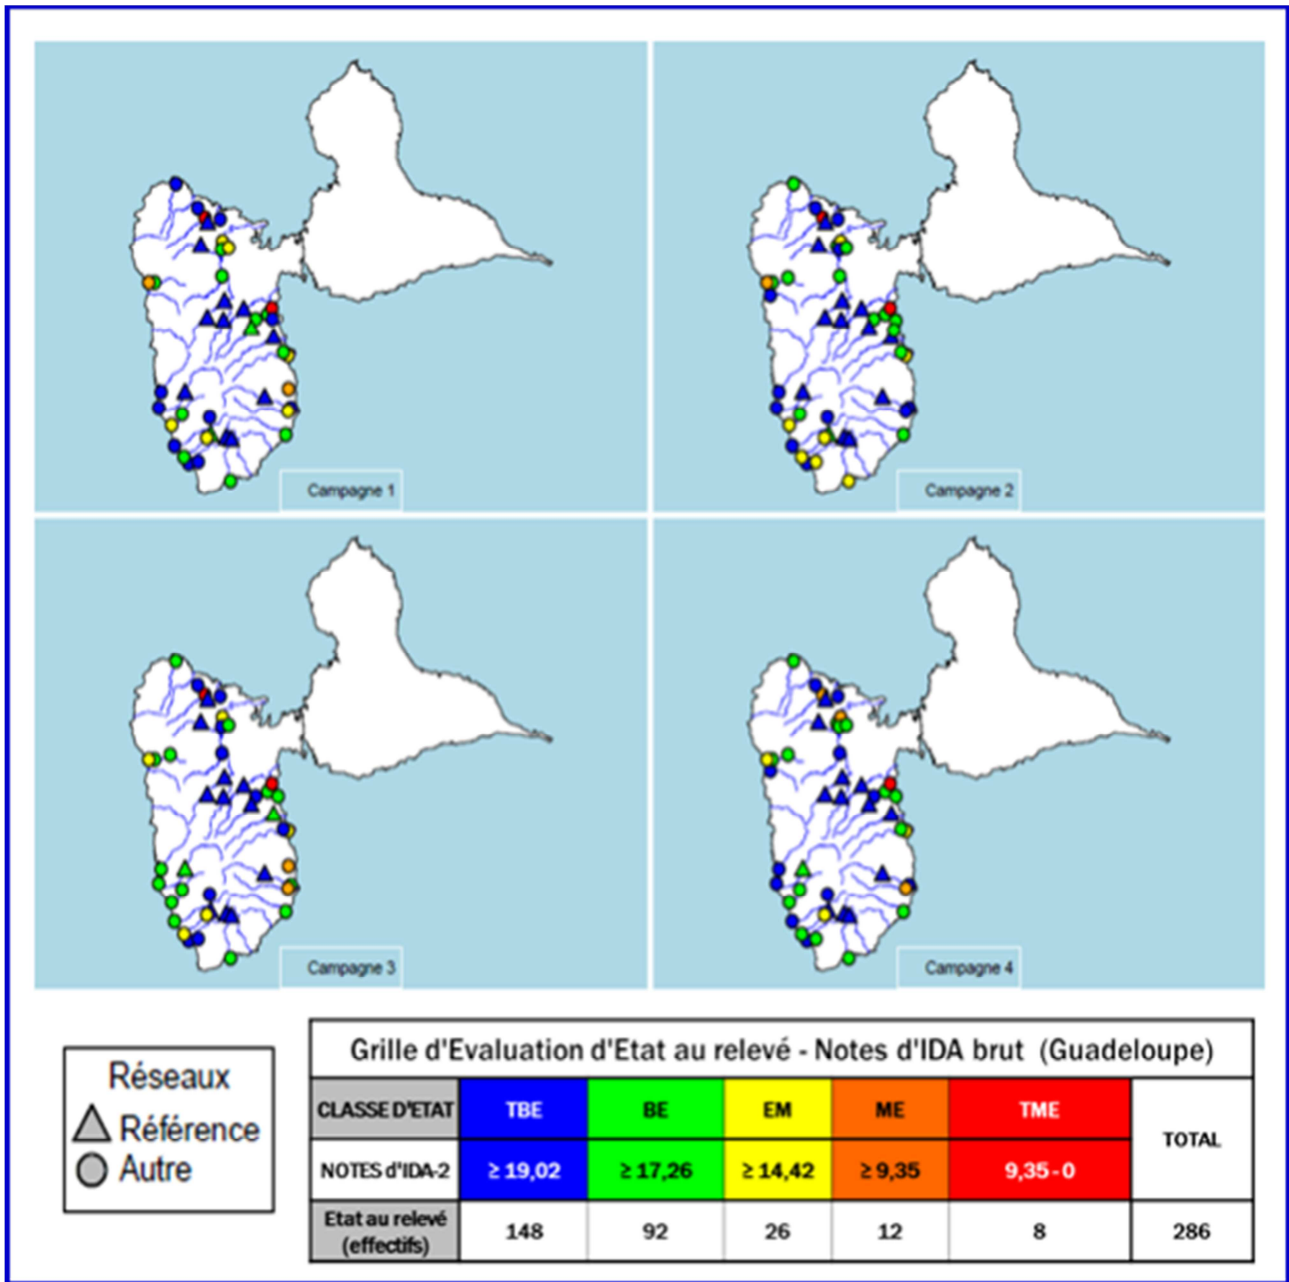 Campagne 1
Campagne 2
Campagne 3
Campagne 4
Réseaux
Référence
Autre
Grille d'Evaluation d'Etat au relevé - Notes d'IDA brut (Guadeloupe)
CLASSE D'ETAT TBE BE EM ME TME TOTAL
NOTES d'IDA-2 ≥ 19,02 ≥ 17,26 ≥ 14,42 ≥ 9,35 9,35 - 0
Etat au relevé
(effectifs) 148 92 26 12 8 286